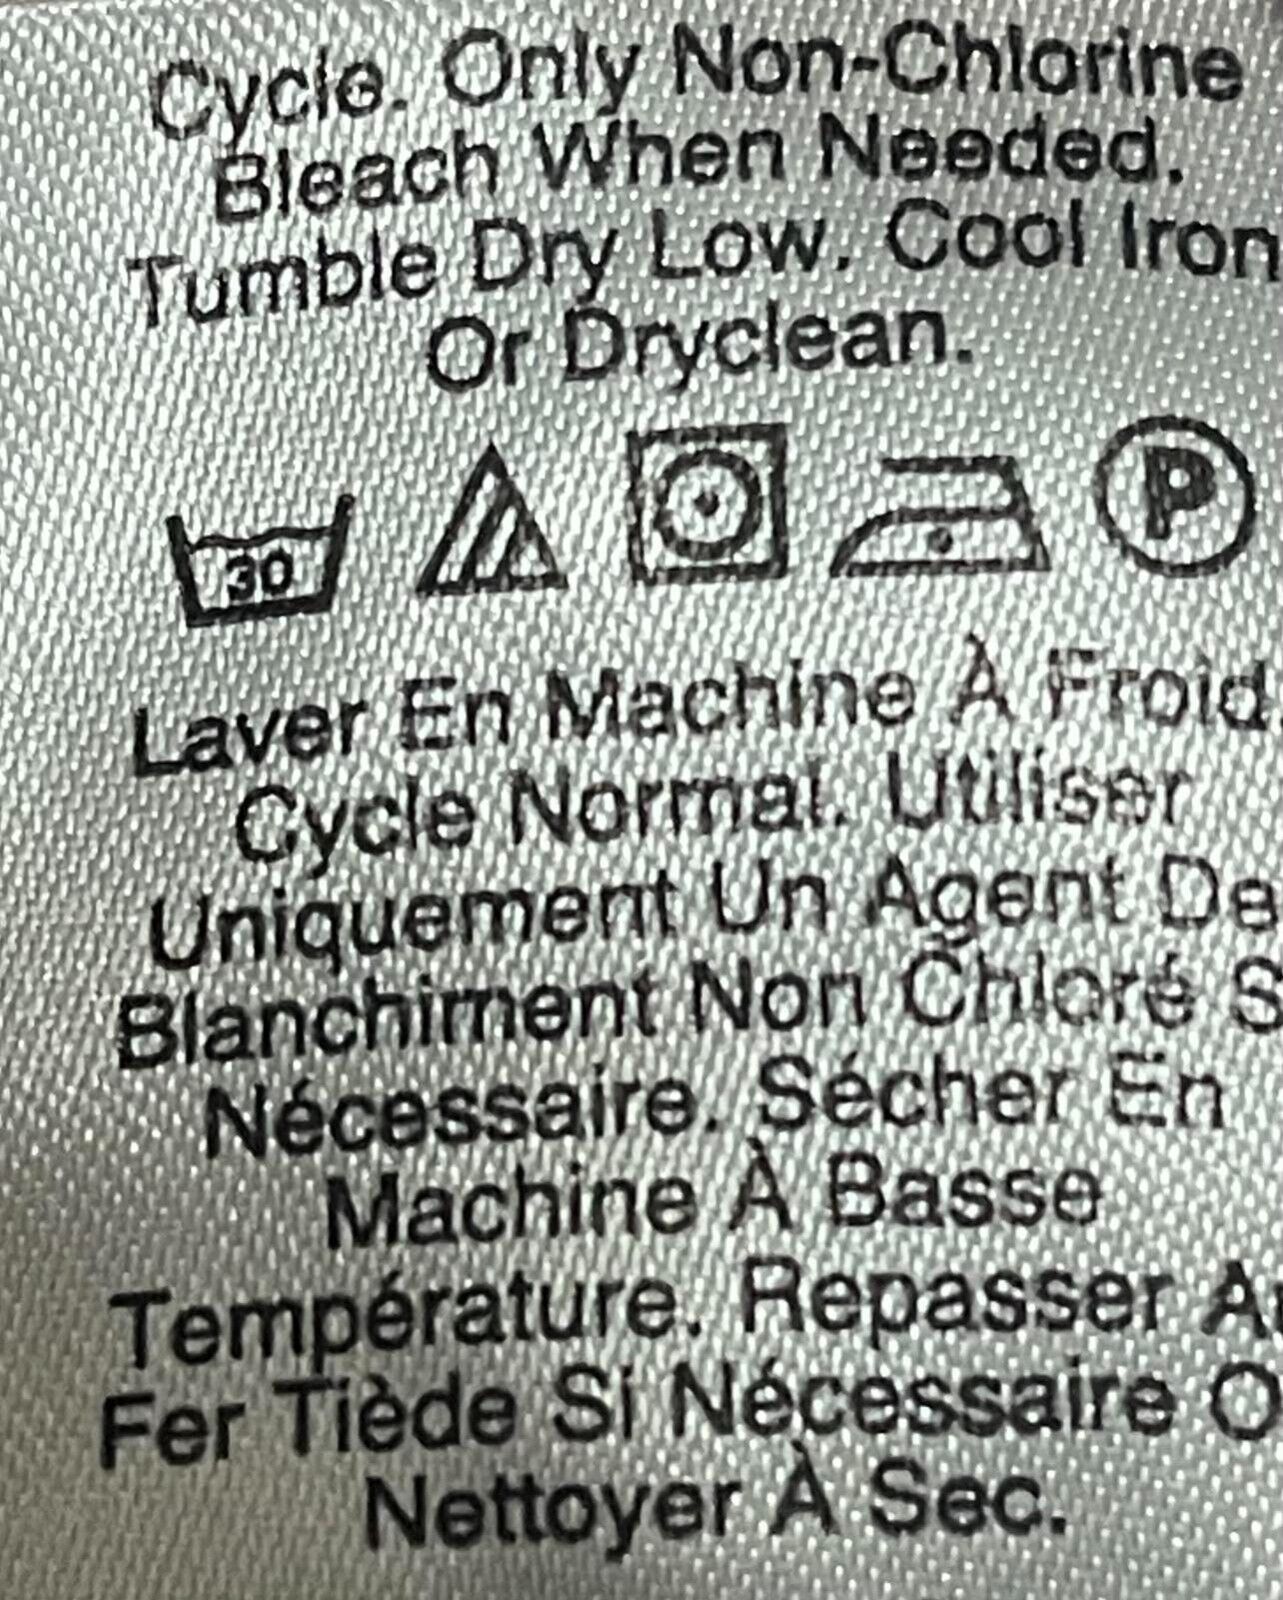 Cycle. Only Non-Chlorine
Bleach When Needed.
Tumble Dry Low. Cool Iron
Or Dryclean.
30 P
Laver En Machine À Froid
Cycle Normal. Utiliser
Uniquement Un Agent De
Blanchiment Non Chloré S
Nécessaire. Sécher En
Machine À Basse
Température. Repasser A
Fer Tiède Si Nécessaire O
Nettoyer À Sec.